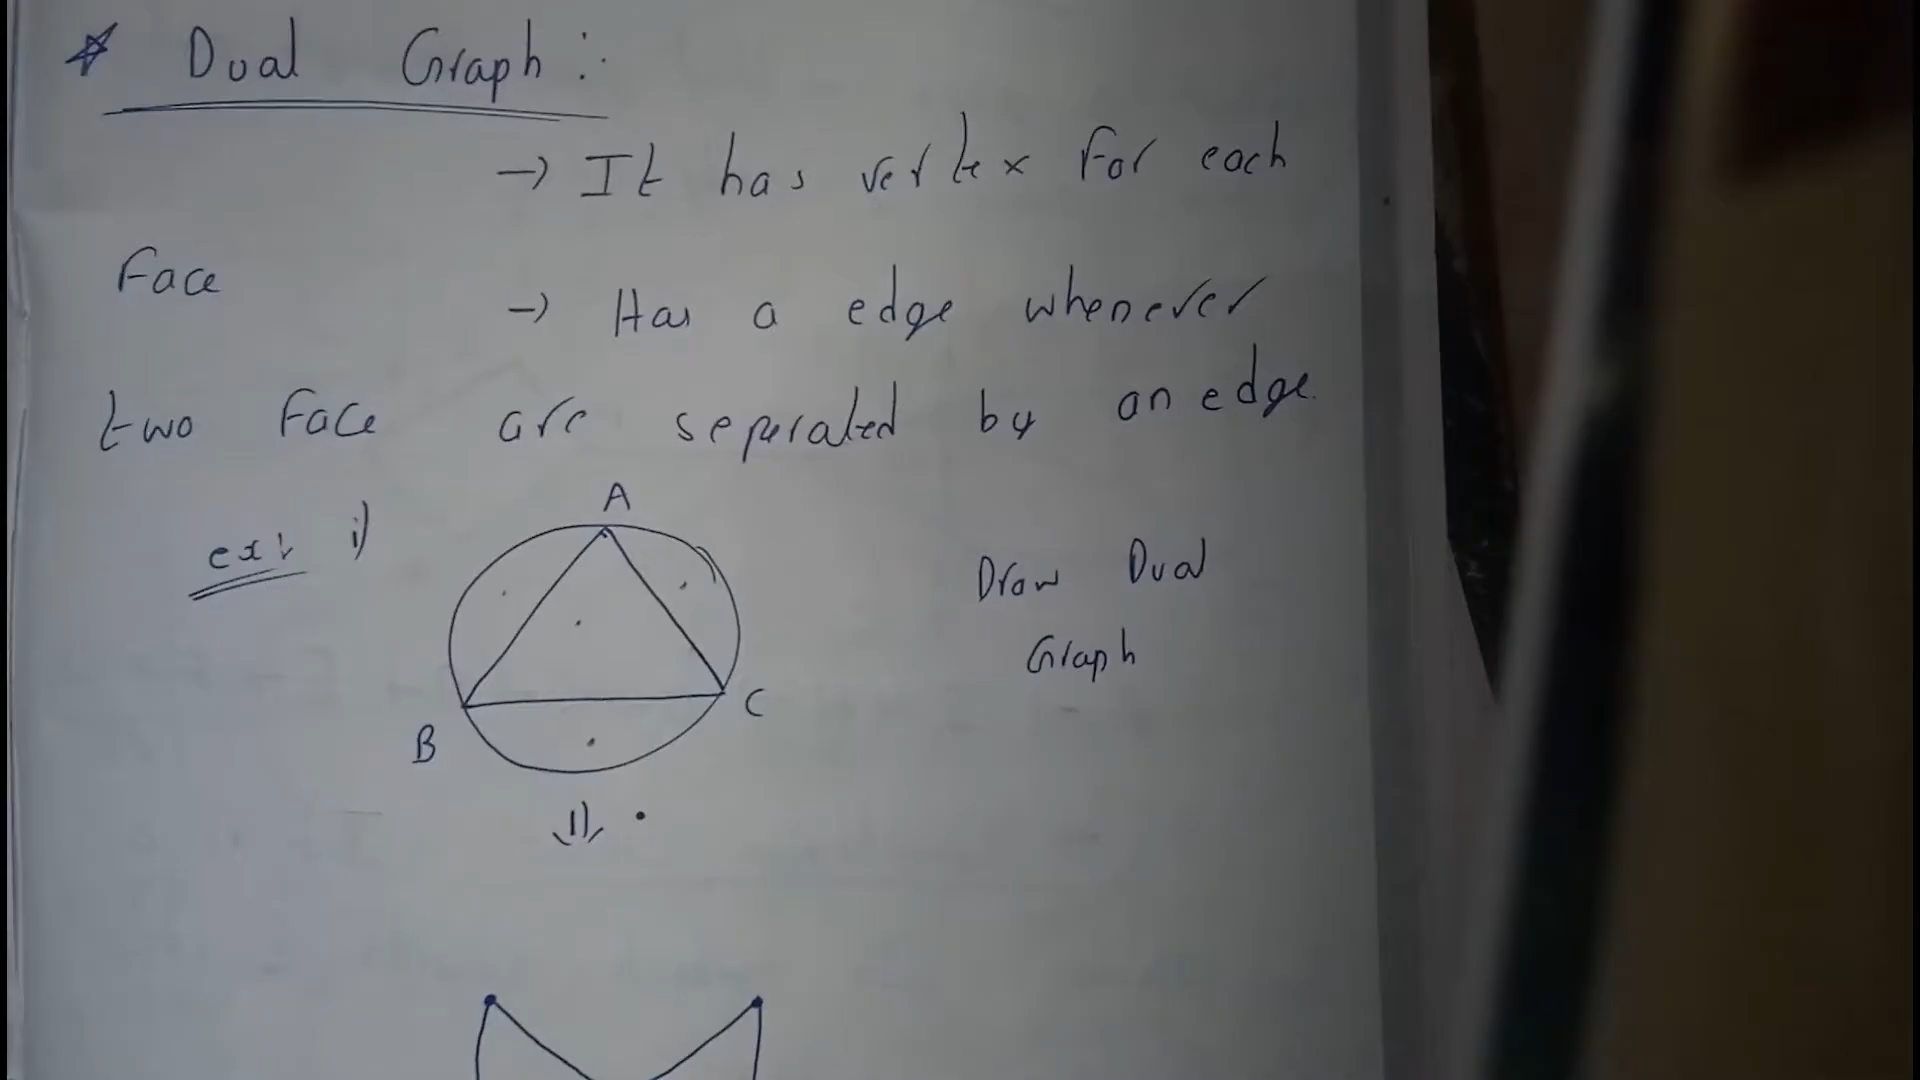 Dual Graph :
→ It has vertex for each
Face
→ Has a edge whenever
two Face are seperated by an edge.
A
ex: i)
Draw Dual
Graph
C
B